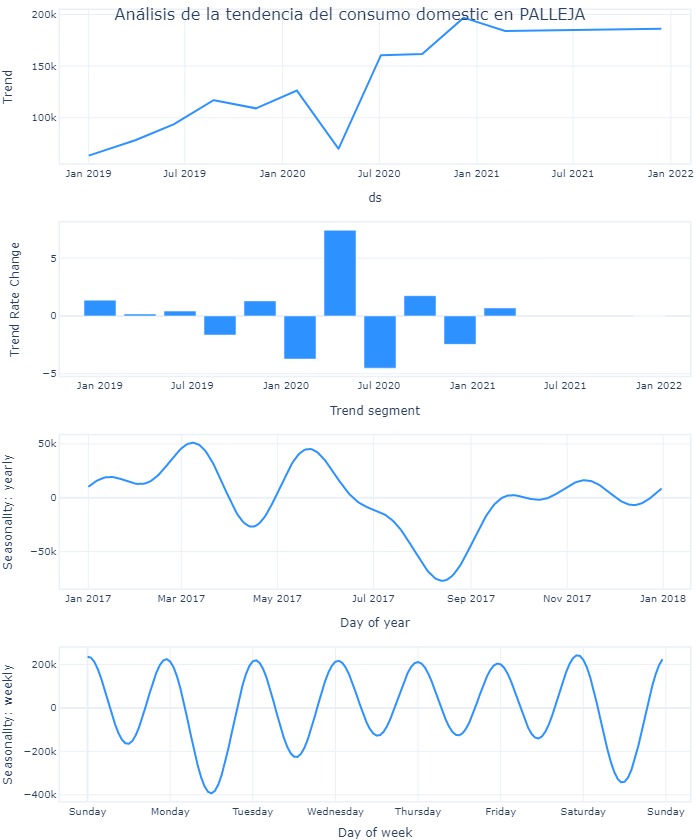 Análisis de la tendencia del consumo domestic en PALLEJA
200k
150k
100k
Trend
Jan 2019 Jul 2019 Jan 2020 Jul 2020 Jan 2021 Jul 2021 Jan 2022
ds
5
0
−5
Trend Rate Change
Jan 2019 Jul 2019 Jan 2020 Jul 2020 Jan 2021 Jul 2021 Jan 2022
Trend segment
50k
0
−50k
Seasonality: yearly
Jan 2017 Mar 2017 May 2017 Jul 2017 Sep 2017 Nov 2017 Jan 2018
Day of year
200k
0
−200k
−400k
Seasonality: weekly
Sunday Monday Tuesday Wednesday Thursday Friday Saturday Sunday
Day of week